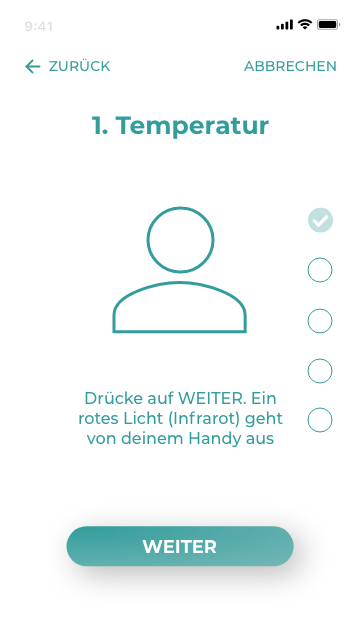 9:41
ZURÜCK
ABBRECHEN
1. Temperatur
Drücke auf WEITER. Ein
rotes Licht (Infrarot) geht
von deinem Handy aus
WEITER